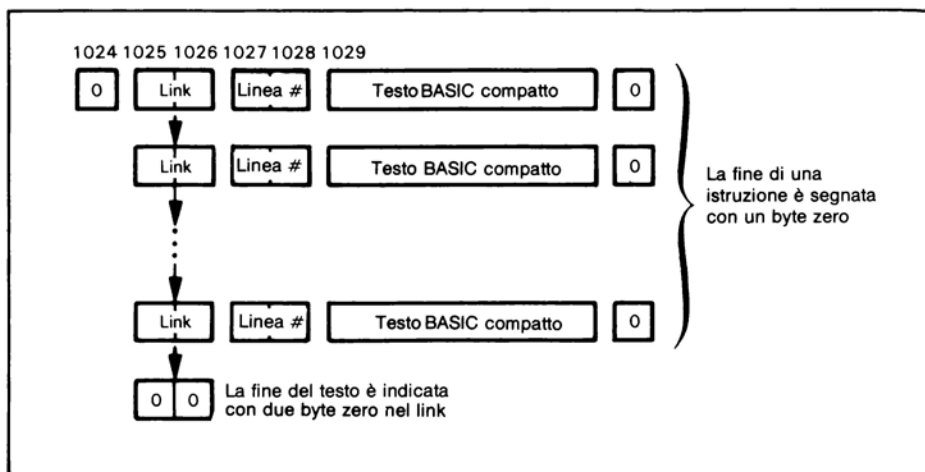 1024 1025 1026 1027 1028 1029
0 Link Linea # Testo BASIC compatto 0
Link Linea # Testo BASIC compatto 0
La fine di una
istruzione è segnata
con un byte zero
Link Linea # Testo BASIC compatto 0
0 0
La fine del testo è indicata
con due byte zero nel link